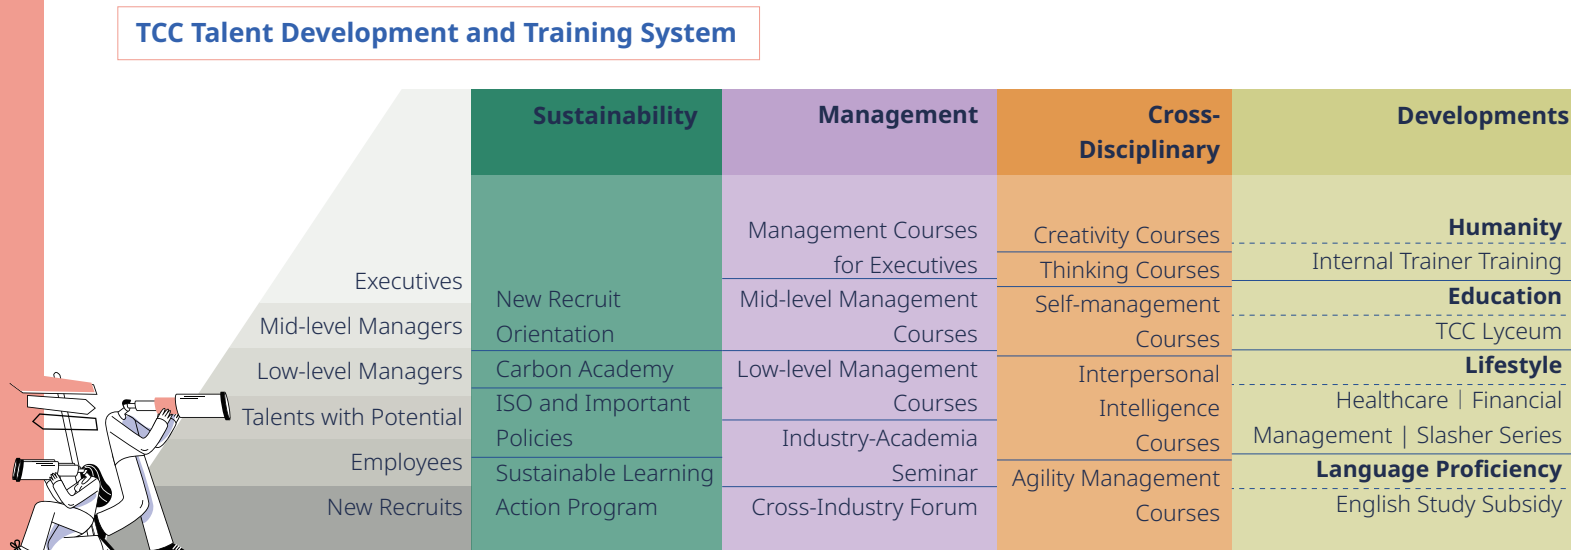 TCC Talent Development and Training System
Executives
Mid-level Managers
Low-level Managers
Talents with Potential
Employees
New Recruits
Sustainability
New Recruit
Orientation
Carbon Academy
ISO and Important
Policies
Sustainable Learning
Action Program
Management
Management Courses
for Executives
Mid-level Management
Courses
Low-level Management
Courses
Industry-Academia
Seminar
Cross-Industry Forum
Cross-
Disciplinary
Creativity Courses
Thinking Courses
Self-management
Courses
Interpersonal
Intelligence
Courses
Agility Management
Courses
Developments
Humanity
Internal Trainer Training
Education
TCC Lyceum
Lifestyle
Healthcare | Financial
Management | Slasher Series
Language Proficiency
English Study Subsidy